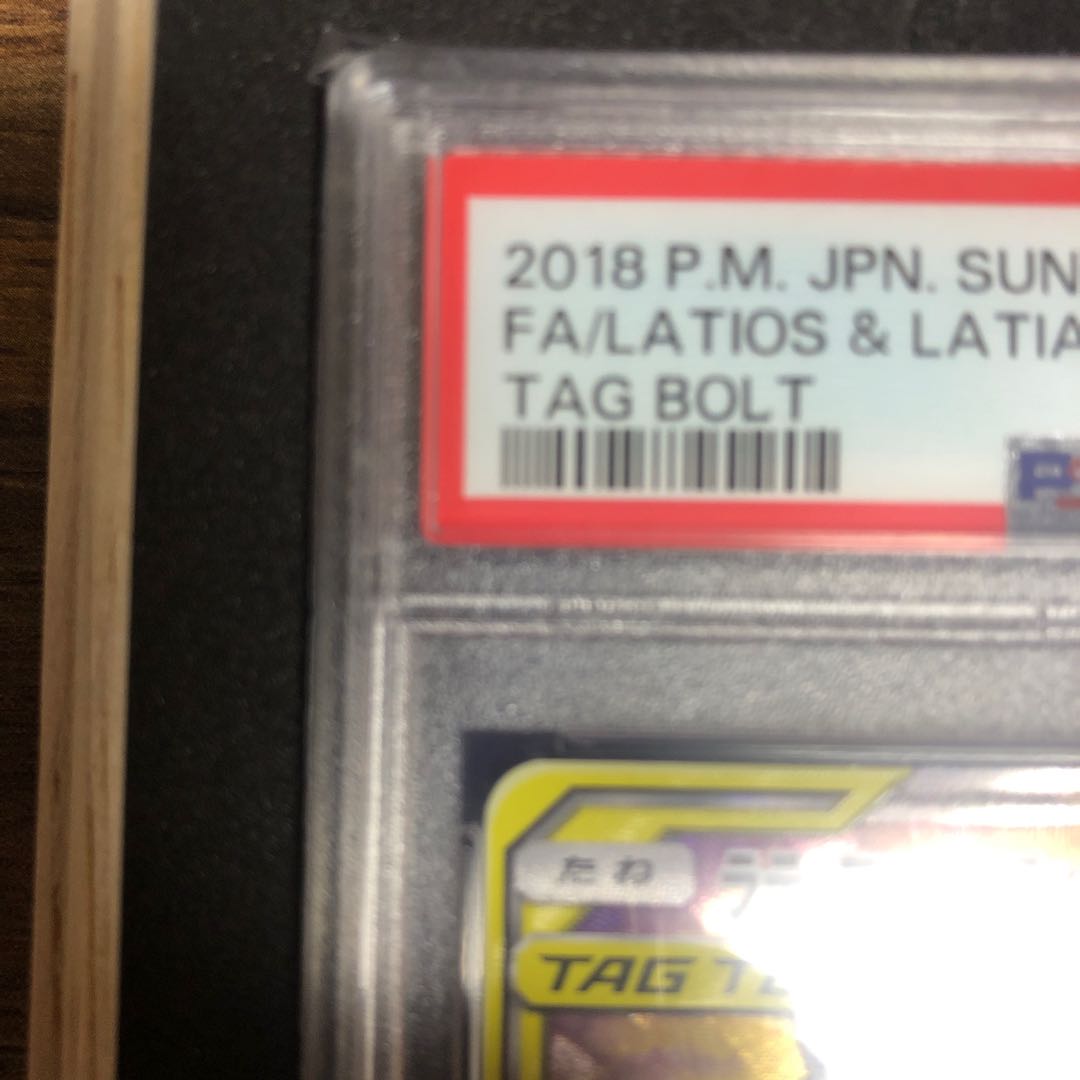 2018 P.M. JPN. SUN
FA/LATIOS & LATIA
TAG BOLT
たね
TAG